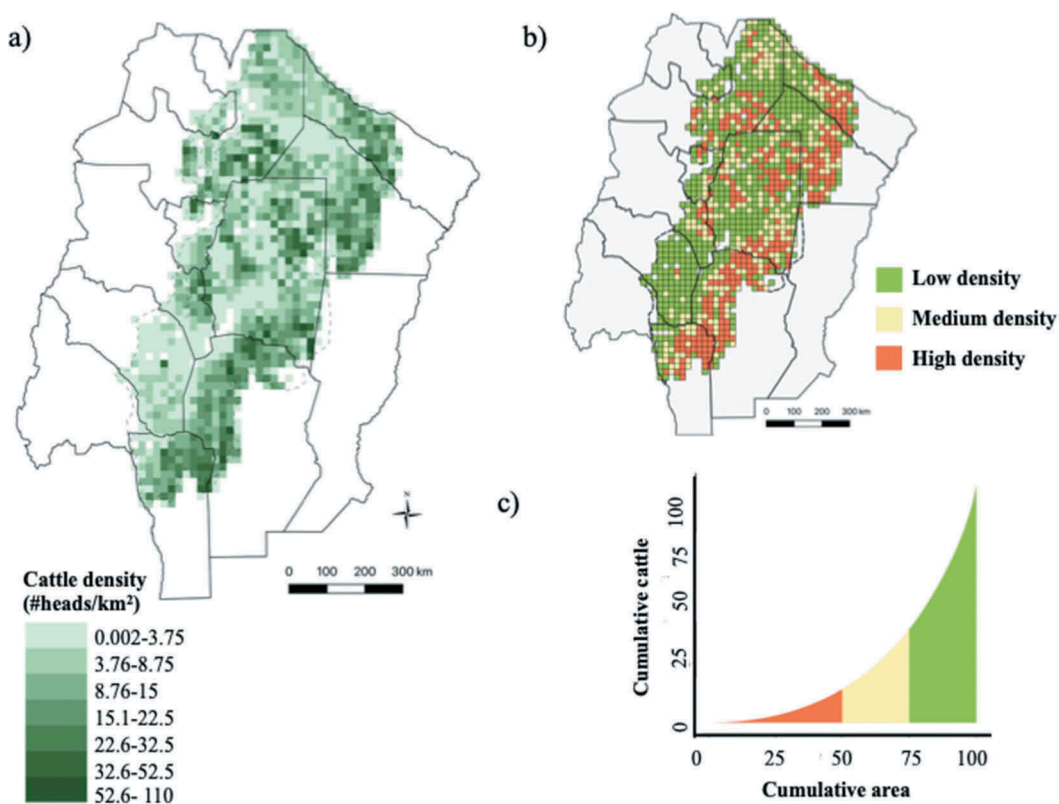 a)
N
0 100 200 300 km
Cattle density
(#heads/km²)
0.002-3.75
3.76-8.75
8.76-15
15.1-22.5
22.6-32.5
32.6-52.5
52.6- 110
b)
Low density
Medium density
High density
0 100 200 300 km
c)
Cumulative cattle
100
75
50
25
0
0 25 50 75 100
Cumulative area